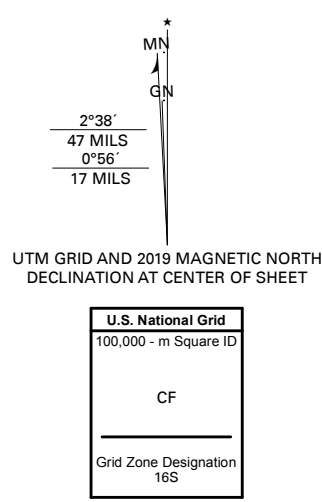 ★
MN
GN
2°38´
47 MILS
0°56´
17 MILS
UTM GRID AND 2019 MAGNETIC NORTH
DECLINATION AT CENTER OF SHEET
U.S. National Grid
100,000 - m Square ID
CF
Grid Zone Designation
16S